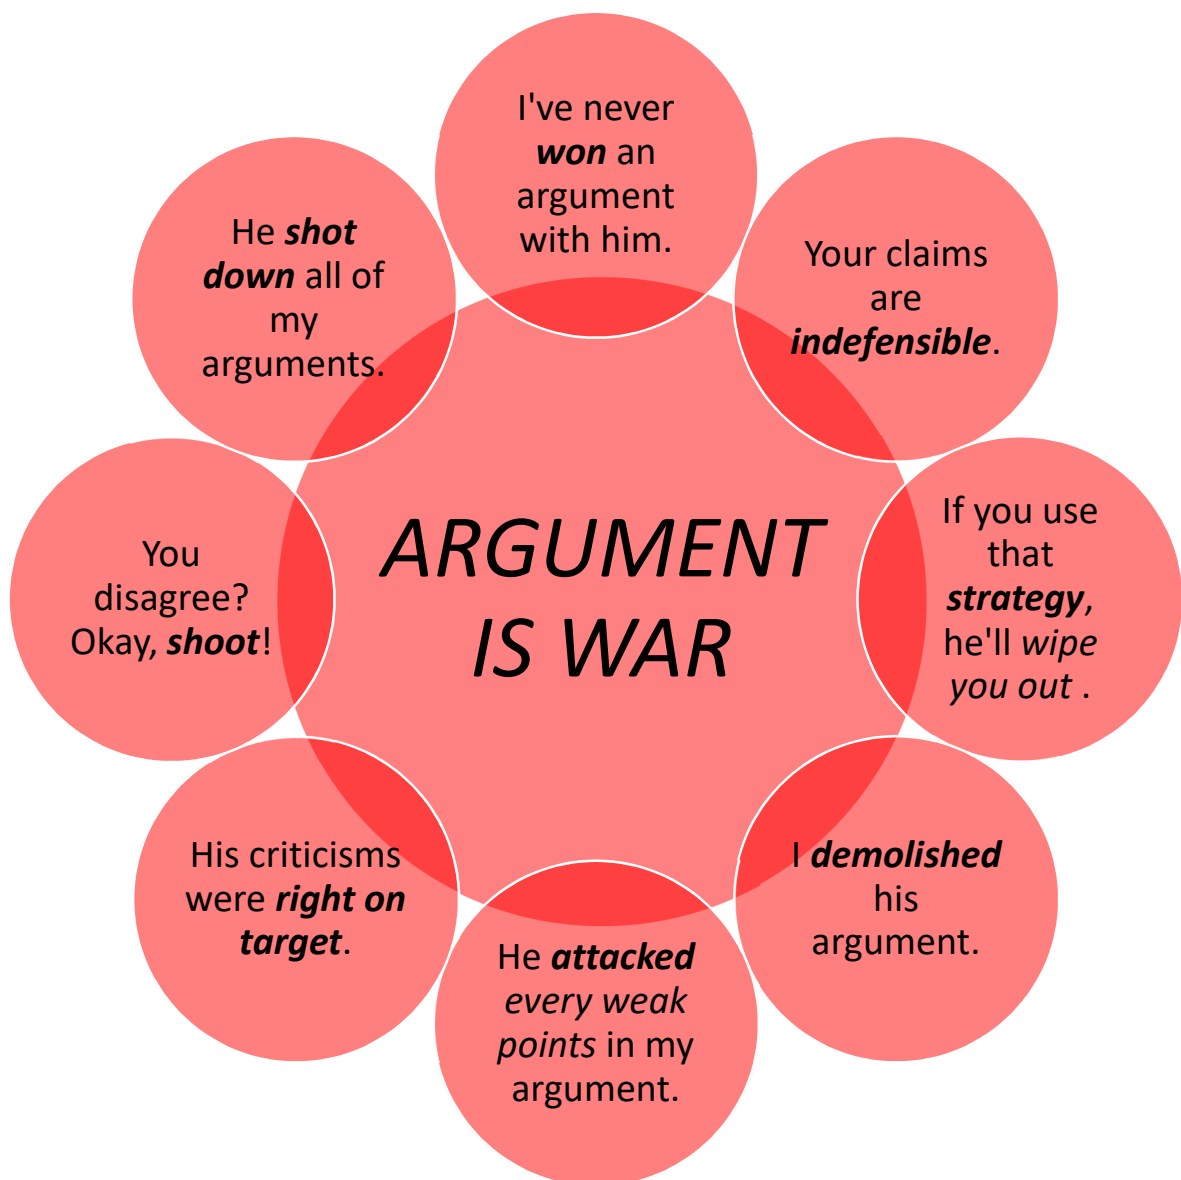 ARGUMENT
IS WAR
I've never
won an
argument
with him.
Your claims
are
indefensible.
If you use
that
strategy,
he'll wipe
you out .
I demolished
his
argument.
He attacked
every weak
points in my
argument.
His criticisms
were right on
target.
You
disagree?
Okay, shoot!
He shot
down all of
my
arguments.